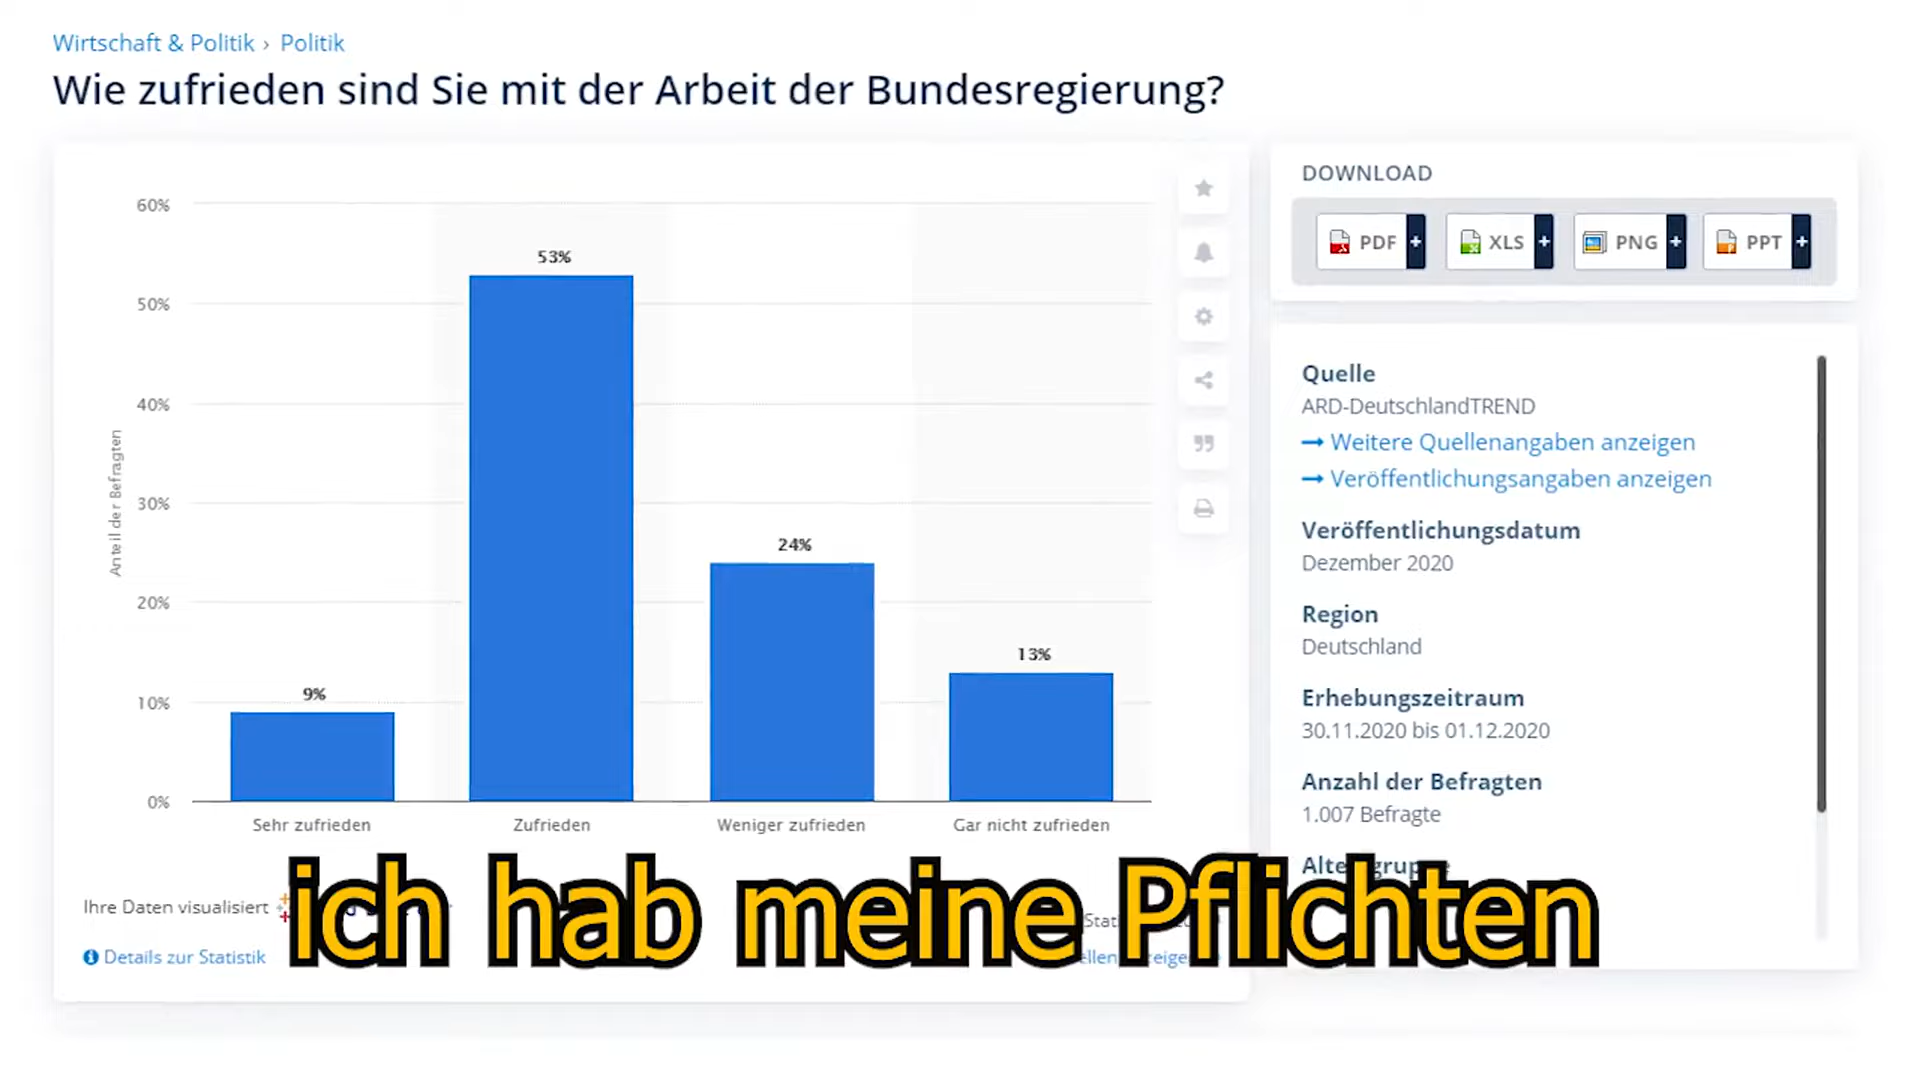 Wirtschaft & Politik › Politik
Wie zufrieden sind Sie mit der Arbeit der Bundesregierung?
60%
50%
40%
30%
20%
10%
0%
Anteil der Befragten
9%
53%
24%
13%
Sehr zufrieden
Zufrieden
Weniger zufrieden
Gar nicht zufrieden
Ihre Daten visualisiert
Details zur Statistik
DOWNLOAD
PDF +
XLS +
PNG +
PPT +
Quelle
ARD-DeutschlandTREND
→ Weitere Quellenangaben anzeigen
→ Veröffentlichungsangaben anzeigen
Veröffentlichungsdatum
Dezember 2020
Region
Deutschland
Erhebungszeitraum
30.11.2020 bis 01.12.2020
Anzahl der Befragten
1.007 Befragte
ich hab meine Pflichten